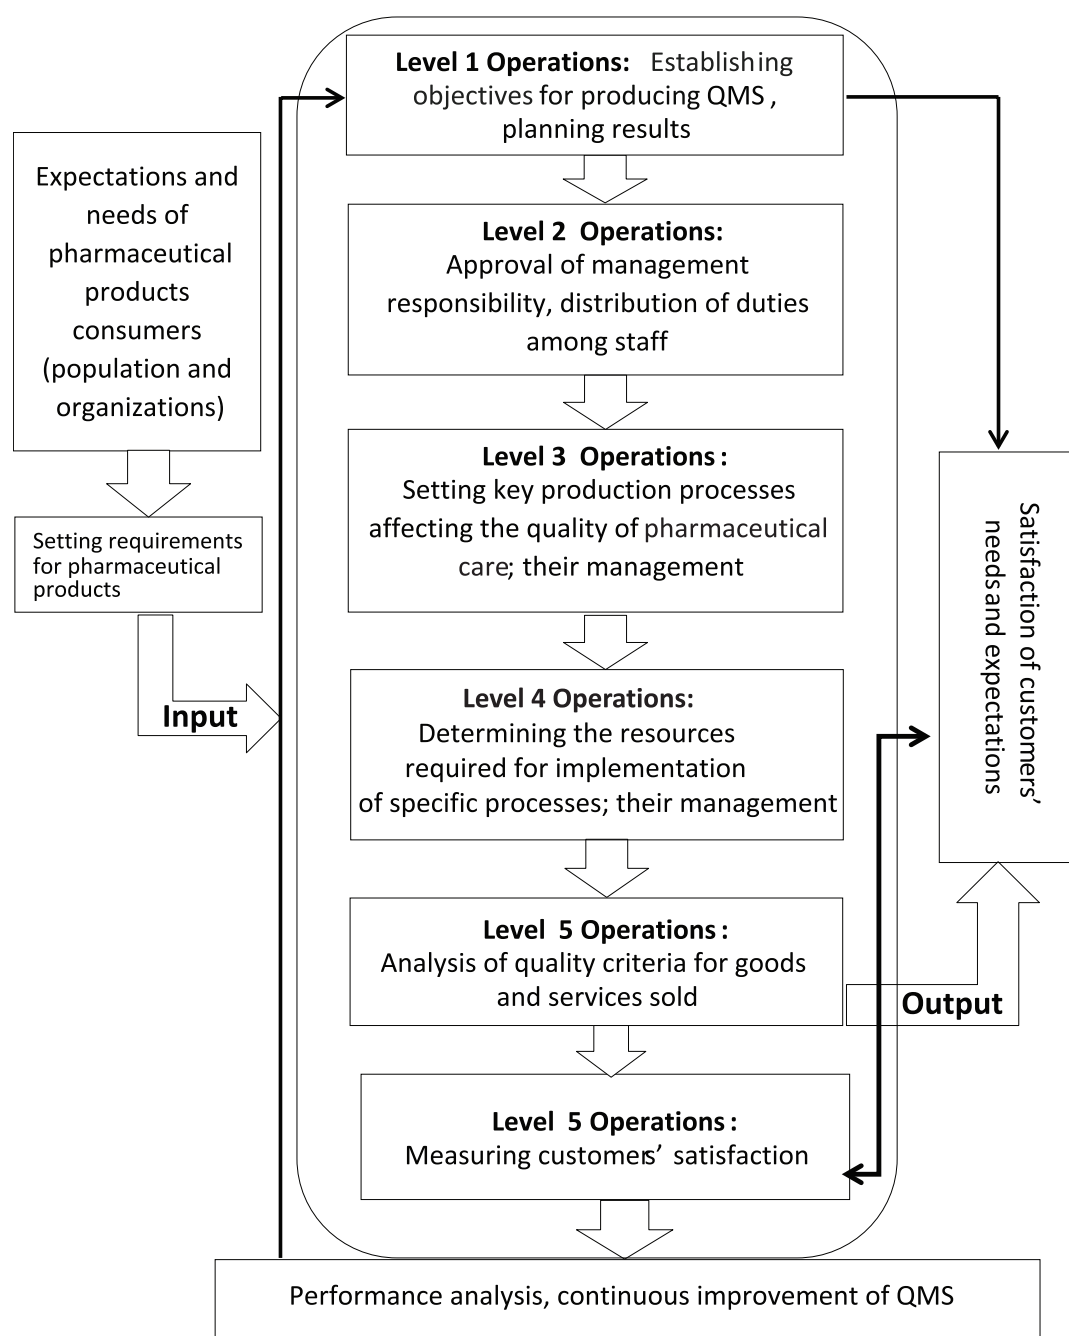 Level 1 Operations: Establishing
objectives for producing QMS ,
planning results
Expectations and
needs of
pharmaceutical
products
consumers
(population and
organizations)
Level 2 Operations:
Approval of management
responsibility, distribution of duties
among staff
Level 3 Operations :
Setting key production processes
affecting the quality of pharmaceutical
care; their management
Setting requirements
for pharmaceutical
products
Satisfaction of customers’
needs and expectations
Input
Level 4 Operations:
Determining the resources
required for implementation
of specific processes; their management
Level 5 Operations :
Analysis of quality criteria for goods
and services sold
Output
Level 5 Operations :
Measuring customers’ satisfaction
Performance analysis, continuous improvement of QMS